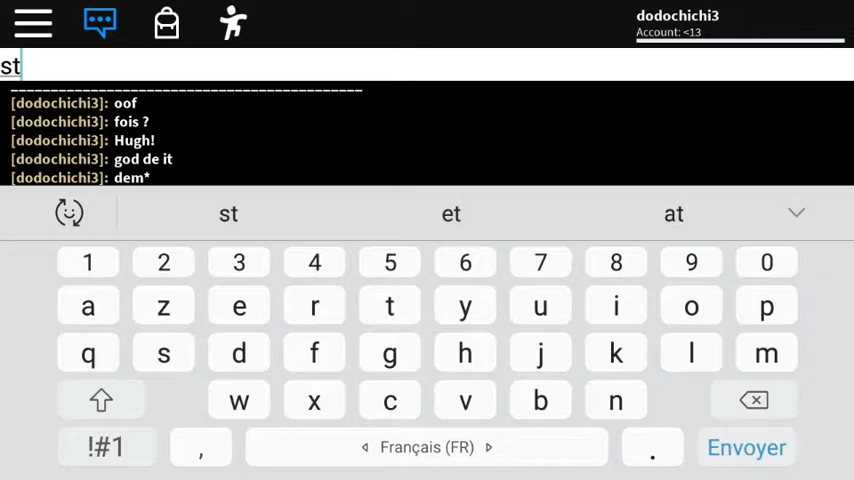 dodochichi3
Account: <13
st
[dodochichi3]: oof
[dodochichi3]: fois ?
[dodochichi3]: Hugh!
[dodochichi3]: god de it
[dodochichi3]: dem*
st et at
1 2 3 4 5 6 7 8 9 0
a z e r t y u i o p
q s d f g h j k l m
w x c v b n
!#1 , Français (FR) . Envoyer